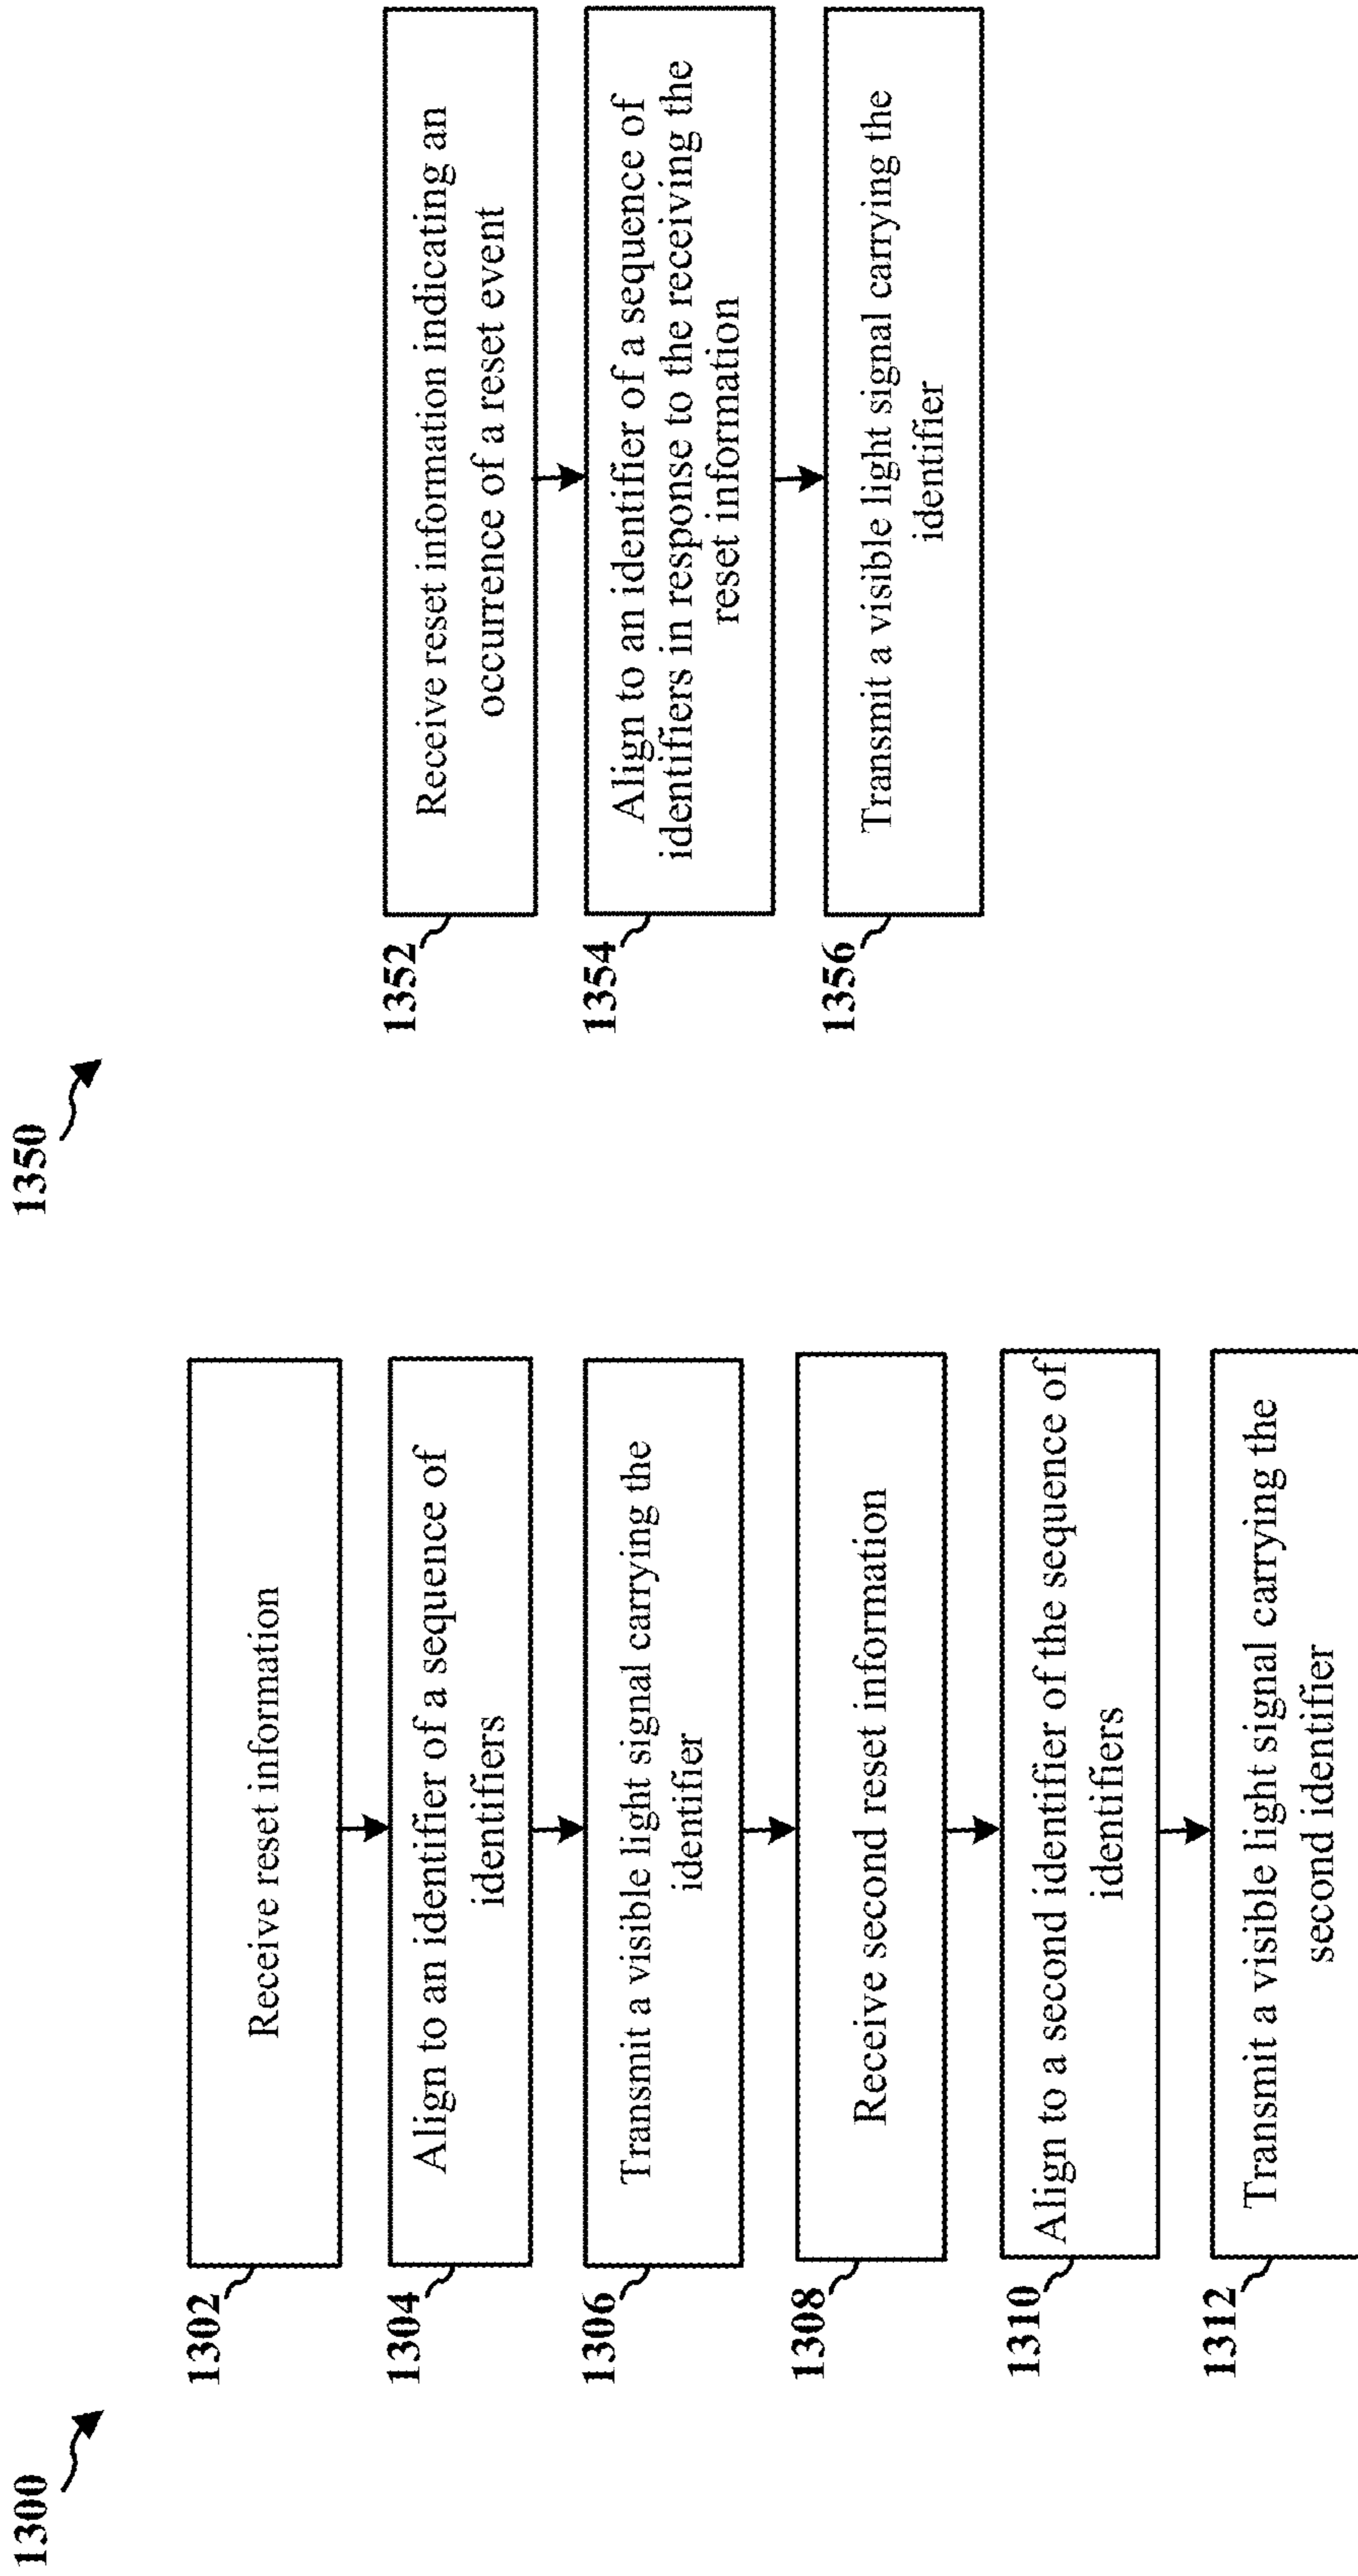 1300
1302
Receive reset information
1304
Align to an identifier of a sequence of
identifiers
1306
Transmit a visible light signal carrying the
identifier
1308
Receive second reset information
1310
Align to a second identifier of the sequence of
identifiers
1312
Transmit a visible light signal carrying the
second identifier
1350
1352
Receive reset information indicating an
occurrence of a reset event
1354
Align to an identifier of a sequence of
identifiers in response to the receiving the
reset information
1356
Transmit a visible light signal carrying the
identifier